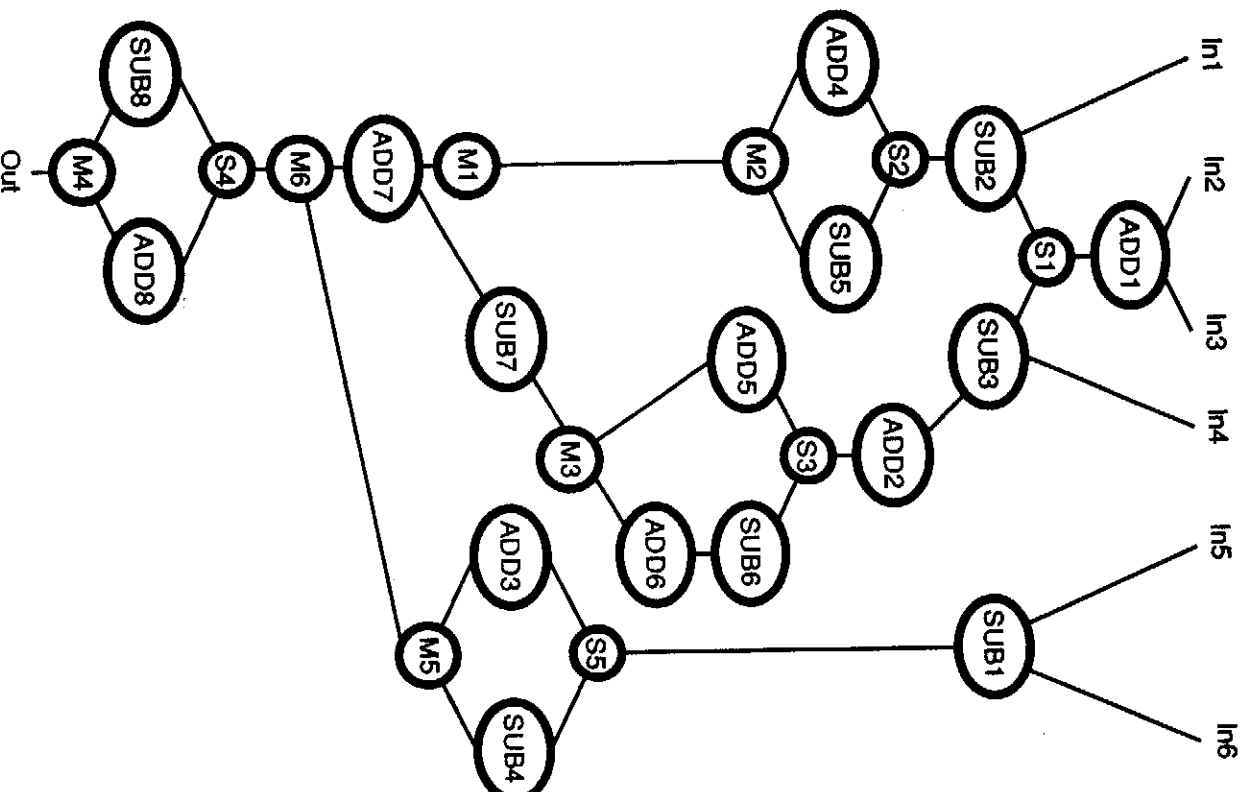 In1
In2
In3
In4
In5
In6
ADD1
S1
SUB2
SUB3
SUB1
S2
ADD2
ADD4
SUB5
S3
M2
ADD5
SUB6
ADD6
S5
M3
M1
SUB7
ADD3
SUB4
M5
ADD7
M6
S4
SUB8
ADD8
M4
Out